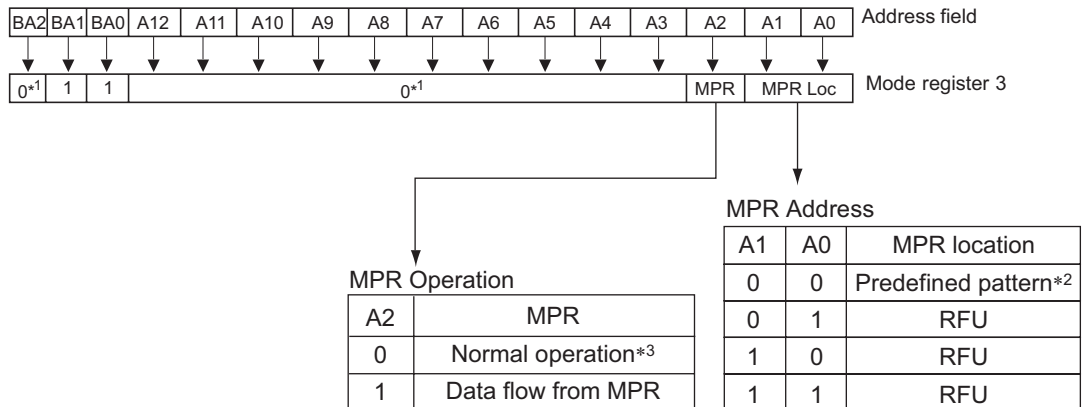 BA2 BA1 BA0 A12 A11 A10 A9 A8 A7 A6 A5 A4 A3 A2 A1 A0 Address field
0*1 1 1 0*1 MPR MPR Loc Mode register 3
MPR Address
A1 A0 MPR location
0 0 Predefined pattern*2
0 1 RFU
1 0 RFU
1 1 RFU
MPR Operation
A2 MPR
0 Normal operation*3
1 Data flow from MPR